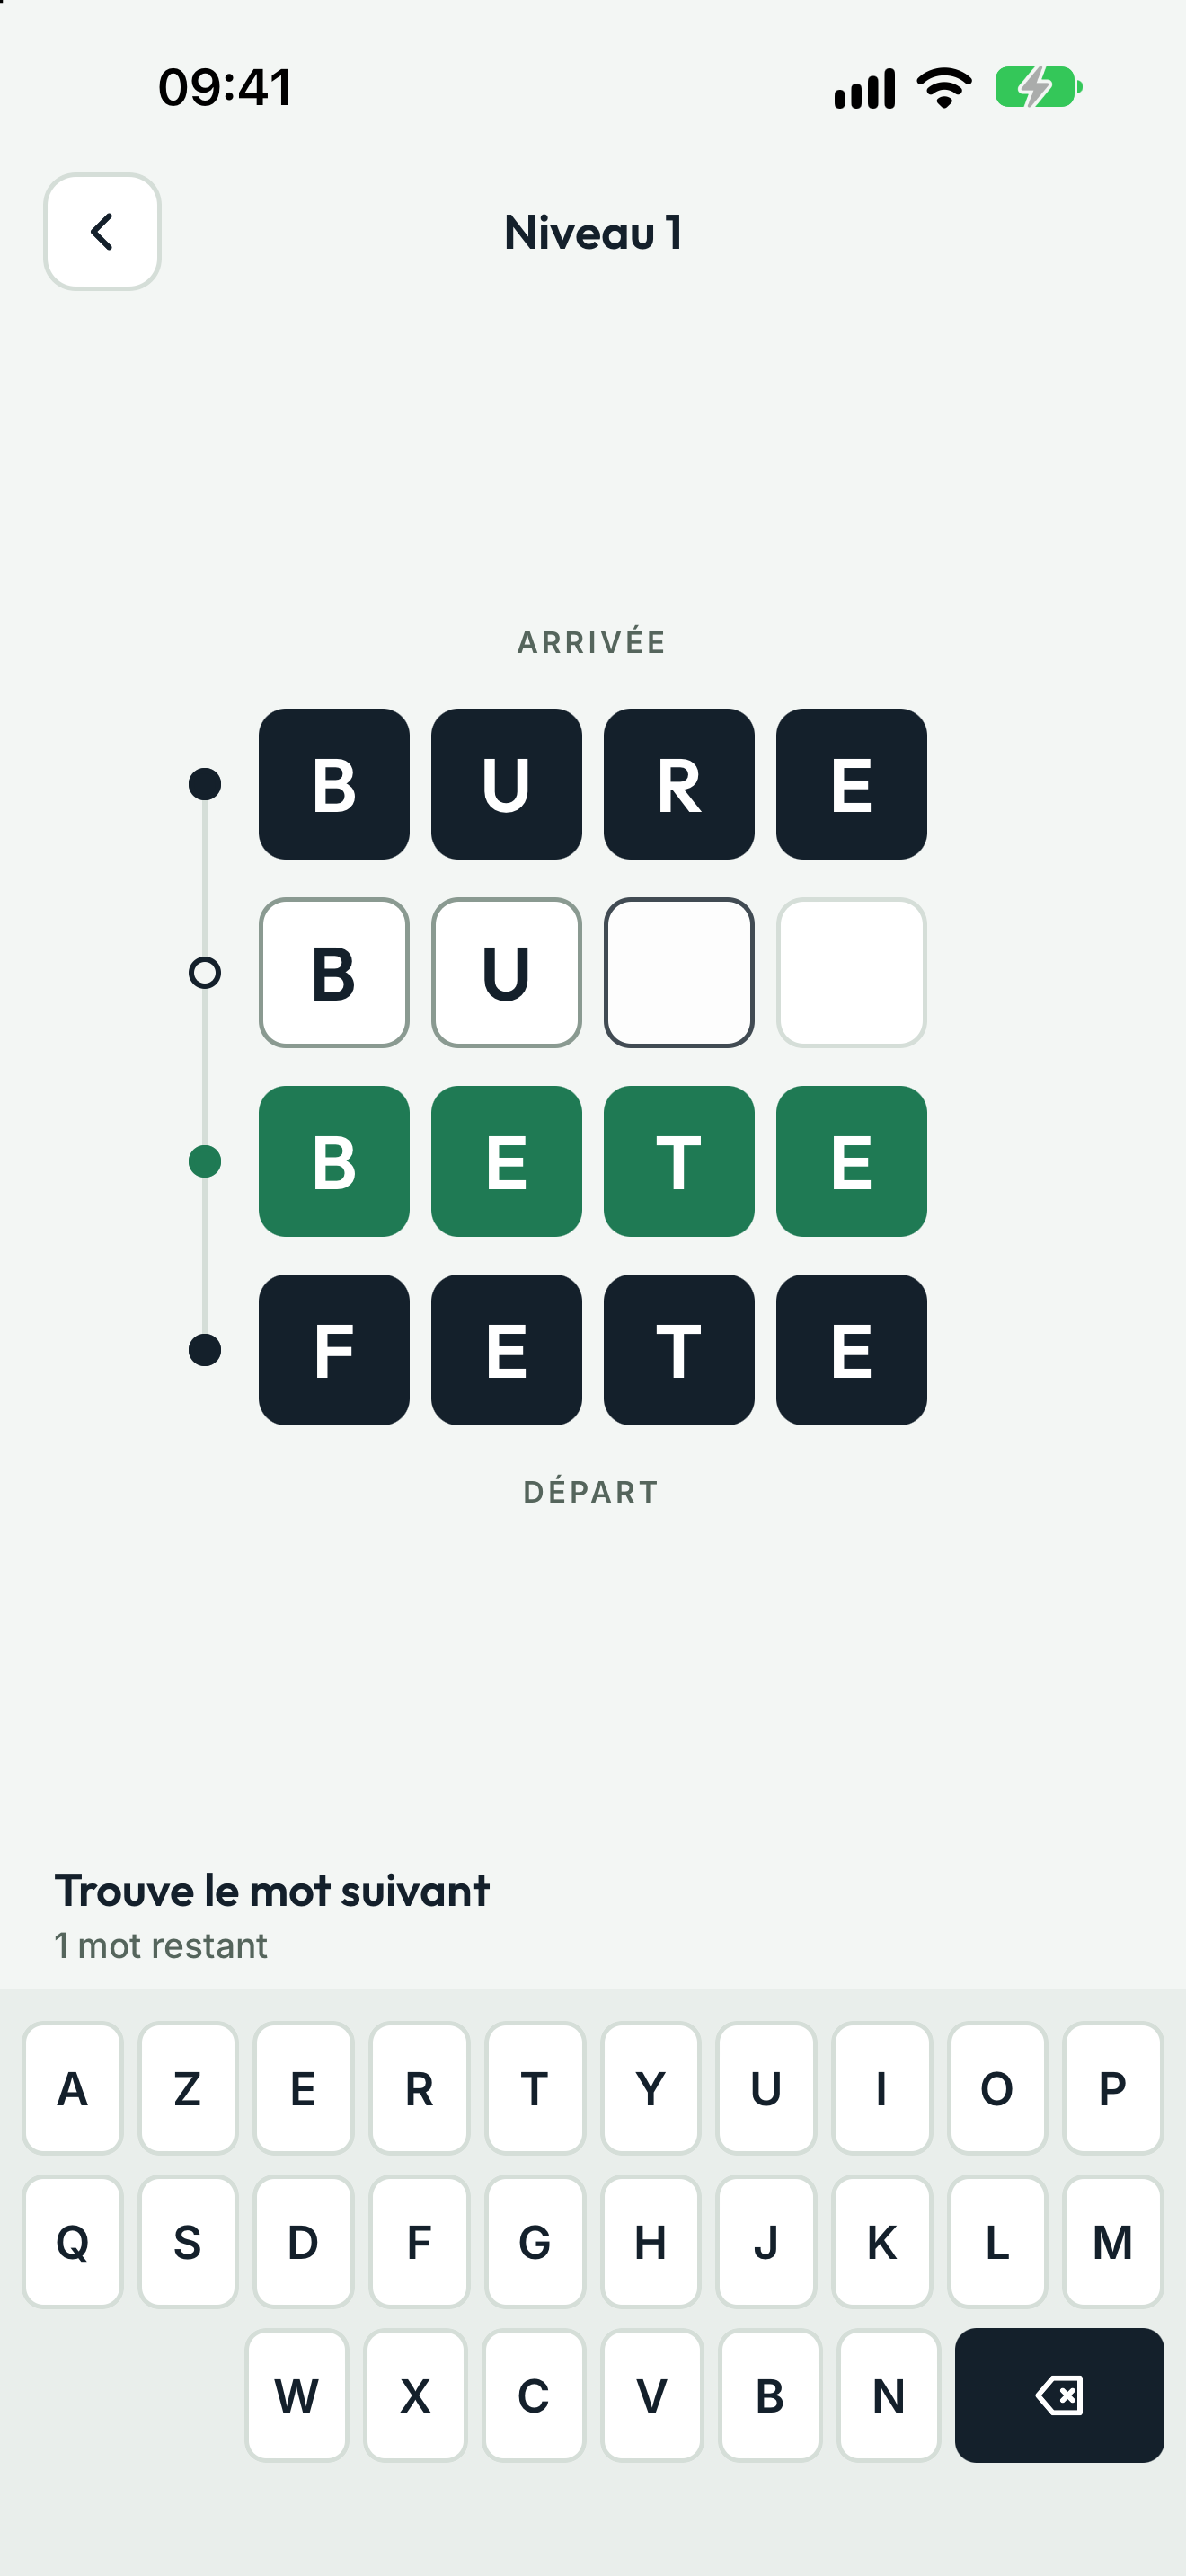 09:41
Niveau 1
ARRIVÉE
B U R E
B U
B E T E
F E T E
DÉPART
Trouve le mot suivant
1 mot restant
A Z E R T Y U I O P
Q S D F G H J K L M
W X C V B N